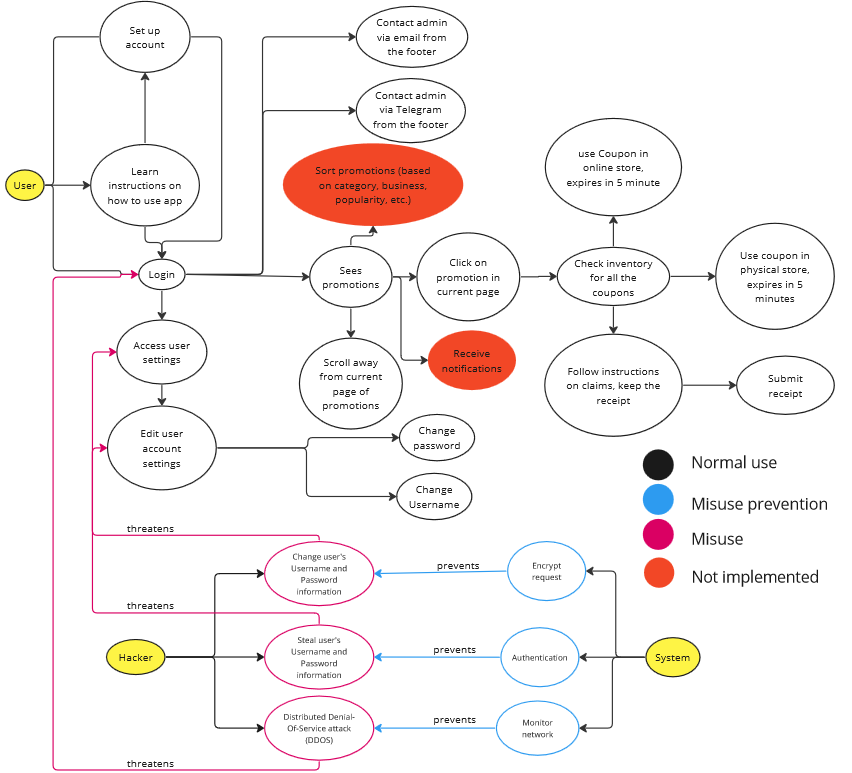 Set up
account
Contact admin
via email from
the footer
Contact admin
via Telegram
from the footer
User
Learn
instructions on
how to use app
Sort promotions (based
on category, business,
popularity, etc.)
use Coupon in
online store,
expires in 5 minute
Login
Sees
promotions
Click on
promotion in
current page
Check inventory
for all the
coupons
Use coupon in
physical store,
expires in 5
minutes
Access user
settings
Scroll away
from current
page of
promotions
Receive
notifications
Follow instructions
on claims, keep the
receipt
Submit
receipt
Edit user
account
settings
Change
password
Change
Username
Normal use
Misuse prevention
Misuse
Not implemented
threatens
Change user's
Username and
Password
information
prevents
Encrypt
request
threatens
Hacker
Steal user's
Username and
Password
information
prevents
Authentication
System
Distributed Denial-
Of-Service attack
(DDOS)
prevents
Monitor
network
threatens